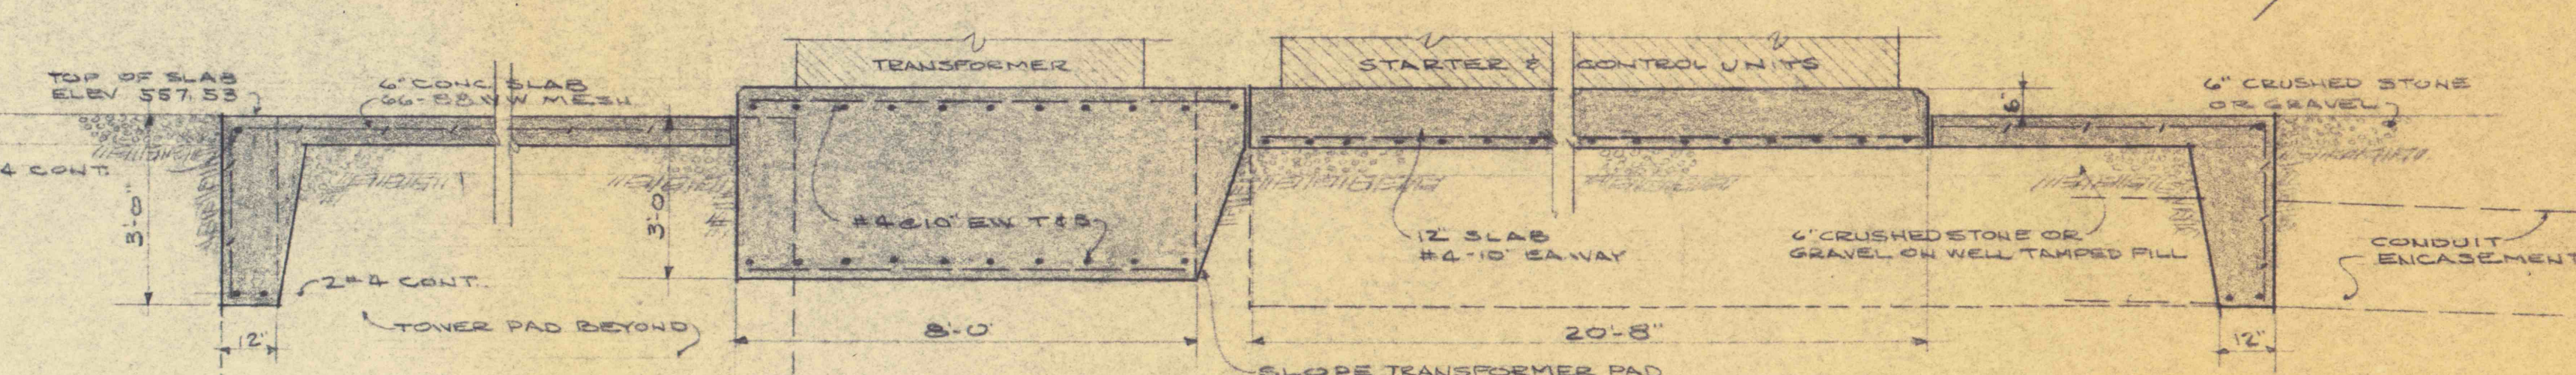 TOP OF SLAB
ELEV 557.53
6" CONC. SLAB
66-88 WW MESH
TRANSFORMER
STARTER & CONTROL UNITS
6"
6" CRUSHED STONE
OR GRAVEL
4 CONT.
3'-0"
3'-0"
#4@10" EW T&B
12" SLAB
#4-10" EA. WAY
6" CRUSHED STONE OR
GRAVEL ON WELL TAMPED FILL
CONDUIT
ENCASEMENT
2-#4 CONT.
TOWER PAD BEYOND
12"
8'-0"
20'-8"
12"
SLOPE TRANSFORMER PAD